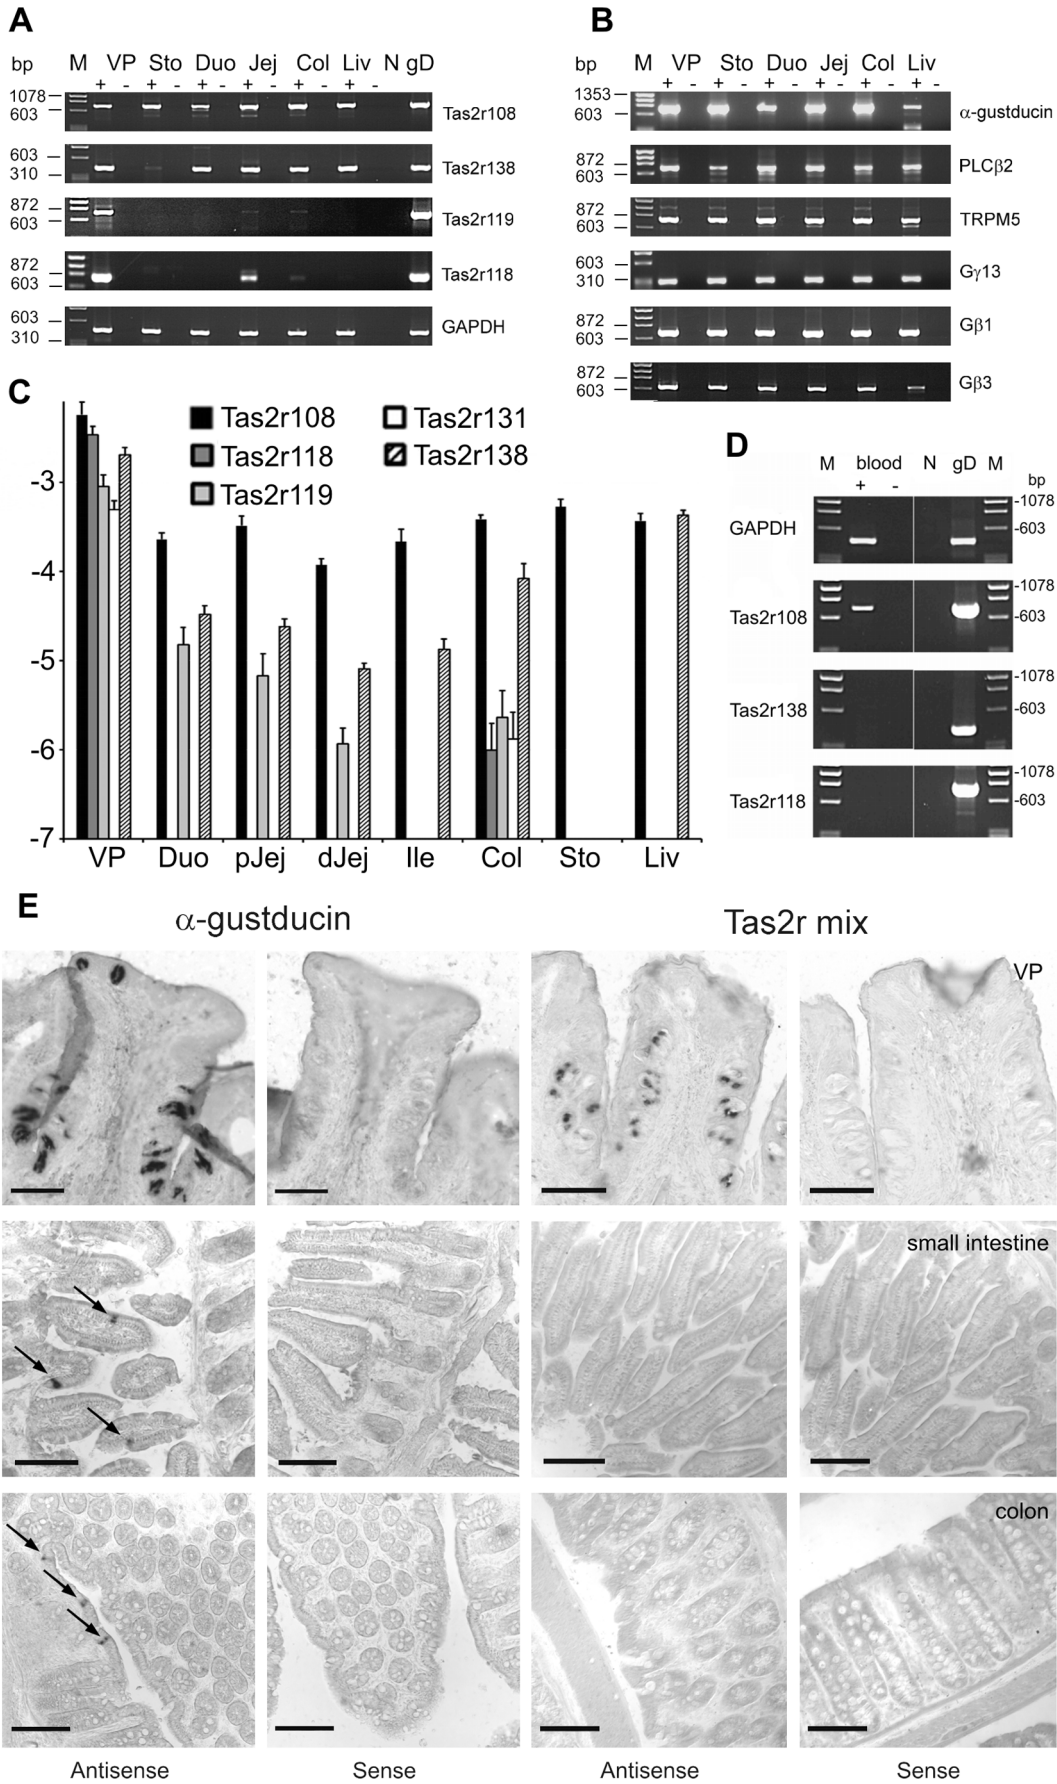 A
bp M VP Sto Duo Jej Col Liv N gD
+ - + - + - + - + - + -
1078
603
Tas2r108
603
310
Tas2r138
872
603
Tas2r119
872
603
Tas2r118
603
310
GAPDH
B
bp M VP Sto Duo Jej Col Liv
+ - + - + - + - + - + -
1353
603
α-gustducin
872
603
PLCβ2
872
603
TRPM5
603
310
Gγ13
872
603
Gβ1
872
603
Gβ3
C
Tas2r108
Tas2r118
Tas2r119
Tas2r131
Tas2r138
-3
-4
-5
-6
-7
VP Duo pJej dJej Ile Col Sto Liv
D
M blood N gD M
+ - bp
GAPDH
-1078
-603
Tas2r108
-1078
-603
Tas2r138
-1078
-603
Tas2r118
-1078
-603
E
α-gustducin Tas2r mix
VP
small intestine
colon
Antisense Sense Antisense Sense